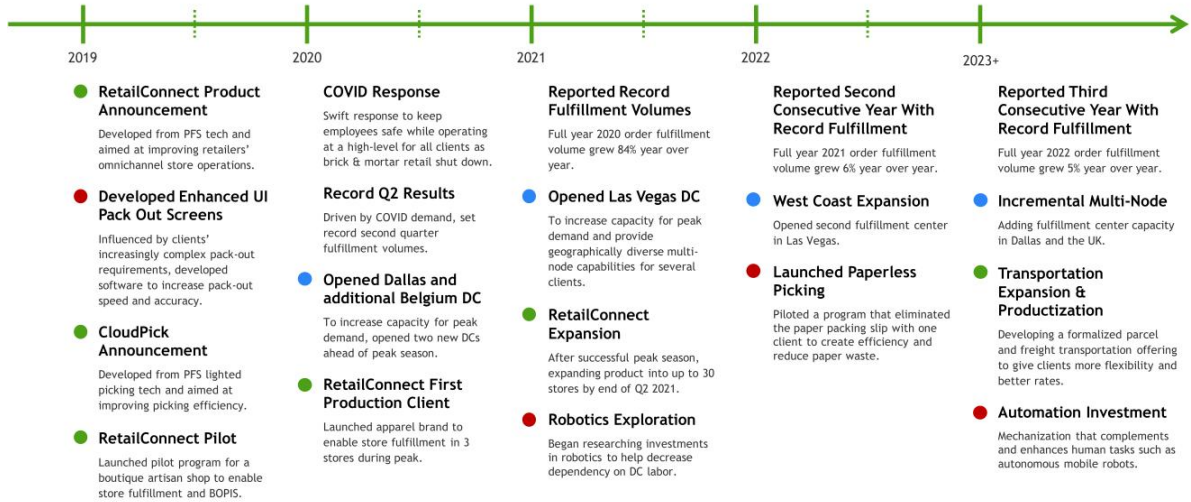 2019
2020
2021
2022
2023+
RetailConnect Product
Announcement
Developed from PFS tech and
aimed at improving retailers’
omnichannel store operations.
Developed Enhanced UI
Pack Out Screens
Influenced by clients’
increasingly complex pack-out
requirements, developed
software to increase pack-out
speed and accuracy.
CloudPick
Announcement
Developed from PFS lighted
picking tech and aimed at
improving picking efficiency.
RetailConnect Pilot
Launched pilot program for a
boutique artisan shop to enable
store fulfillment and BOPIS.
COVID Response
Swift response to keep
employees safe while operating
at a high-level for all clients as
brick & mortar retail shut down.
Record Q2 Results
Driven by COVID demand, set
record second quarter
fulfillment volumes.
Opened Dallas and
additional Belgium DC
To increase capacity for peak
demand, opened two new DCs
ahead of peak season.
RetailConnect First
Production Client
Launched apparel brand to
enable store fulfillment in 3
stores during peak.
Reported Record
Fulfillment Volumes
Full year 2020 order fulfillment
volume grew 84% year over
year.
Opened Las Vegas DC
To increase capacity for peak
demand and provide
geographically diverse multi-
node capabilities for several
clients.
RetailConnect
Expansion
After successful peak season,
expanding product into up to 30
stores by end of Q2 2021.
Robotics Exploration
Began researching investments
in robotics to help decrease
dependency on DC labor.
Reported Second
Consecutive Year With
Record Fulfillment
Full year 2021 order fulfillment
volume grew 6% year over year.
West Coast Expansion
Opened second fulfillment center
in Las Vegas.
Launched Paperless
Picking
Piloted a program that eliminated
the paper packing slip with one
client to create efficiency and
reduce paper waste.
Reported Third
Consecutive Year With
Record Fulfillment
Full year 2022 order fulfillment
volume grew 5% year over year.
Incremental Multi-Node
Adding fulfillment center capacity
in Dallas and the UK.
Transportation
Expansion &
Productization
Developing a formalized parcel
and freight transportation offering
to give clients more flexibility and
better rates.
Automation Investment
Mechanization that complements
and enhances human tasks such as
autonomous mobile robots.